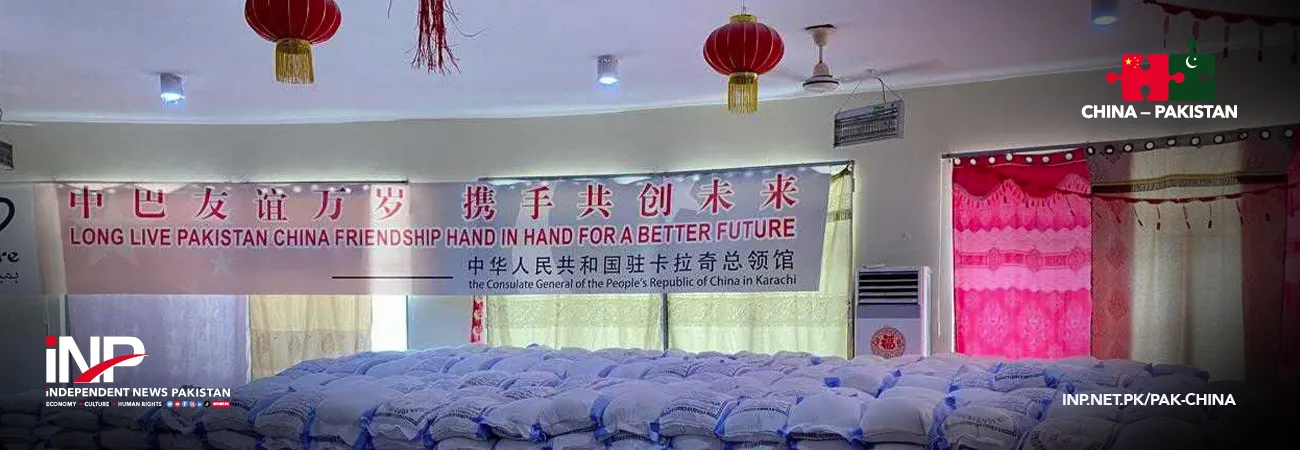 CHINA – PAKISTAN
中巴友谊万岁 携手共创未来
LONG LIVE PAKISTAN CHINA FRIENDSHIP HAND IN HAND FOR A BETTER FUTURE
中华人民共和国驻卡拉奇总领馆
the Consulate General of the People's Republic of China in Karachi
福
iNP
iNDEPENDENT NEWS PAKISTAN
ECONOMY CULTURE HUMAN RIGHTS
INP.NET.PK/PAK-CHINA